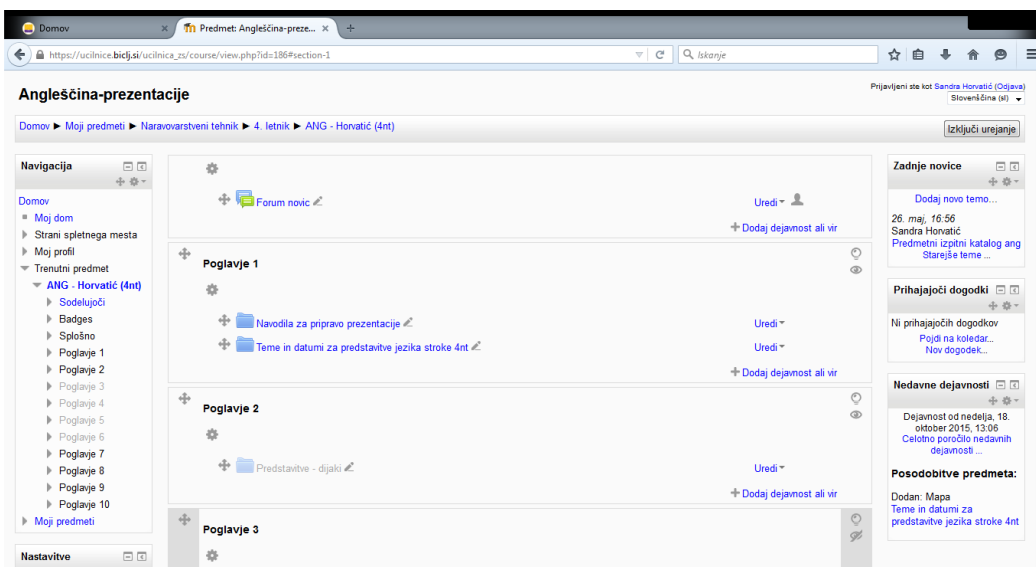 Domov
Predmet: Angleščina-preze...
https://ucilnice.biclj.si/ucilnica_zs/course/view.php?id=186#section-1
Iskanje
Angleščina-prezentacije
Prijavljeni ste kot Sandra Horvatić (Odjava)
Slovenščina (sl)
Domov ► Moji predmeti ► Naravovarstveni tehnik ► 4. letnik ► ANG - Horvatić (4nt)
Izključi urejanje
Navigacija
Domov
Moj dom
Strani spletnega mesta
Moj profil
Trenutni predmet
ANG - Horvatić (4nt)
Sodelujoči
Badges
Splošno
Poglavje 1
Poglavje 2
Poglavje 3
Poglavje 4
Poglavje 5
Poglavje 6
Poglavje 7
Poglavje 8
Poglavje 9
Poglavje 10
Moji predmeti
Nastavitve
Forum novic
Uredi
Dodaj dejavnost ali vir
Poglavje 1
Navodila za pripravo prezentacije
Uredi
Teme in datumi za predstavitve jezika stroke 4nt
Uredi
Dodaj dejavnost ali vir
Poglavje 2
Predstavitve - dijaki
Uredi
Dodaj dejavnost ali vir
Poglavje 3
Zadnje novice
Dodaj novo temo...
26. maj, 16:56
Sandra Horvatić
Predmetni izpitni katalog ang
Starejše teme ...
Prihajajoči dogodki
Ni prihajajočih dogodkov
Pojdi na koledar...
Nov dogodek...
Nedavne dejavnosti
Dejavnost od nedelja, 18.
oktober 2015, 13:06
Celotno poročilo nedavnih
dejavnosti ...
Posodobitve predmeta:
Dodan: Mapa
Teme in datumi za
predstavitve jezika stroke 4nt